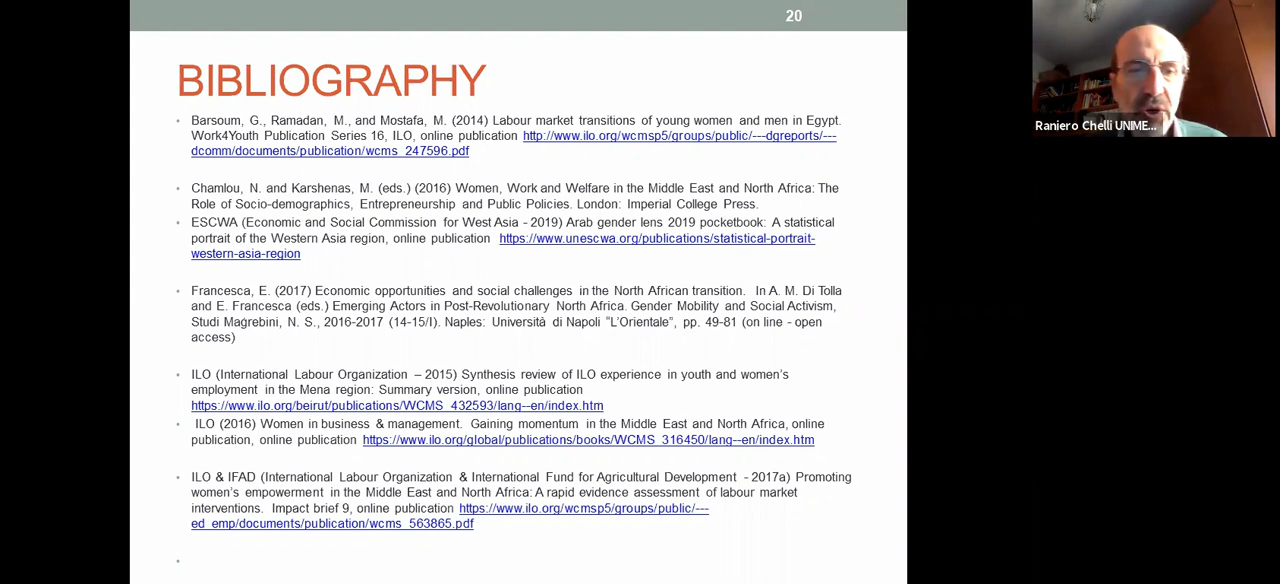 20
BIBLIOGRAPHY
Barsoum, G., Ramadan, M., and Mostafa, M. (2014) Labour market transitions of young women and men in Egypt.
Work4Youth Publication Series 16, ILO, online publication http://www.ilo.org/wcmsp5/groups/public/---dgreports/---
dcomm/documents/publication/wcms_247596.pdf
Chamlou, N. and Karshenas, M. (eds.) (2016) Women, Work and Welfare in the Middle East and North Africa: The
Role of Socio-demographics, Entrepreneurship and Public Policies. London: Imperial College Press.
ESCWA (Economic and Social Commission for West Asia - 2019) Arab gender lens 2019 pocketbook: A statistical
portrait of the Western Asia region, online publication https://www.unescwa.org/publications/statistical-portrait-
western-asia-region
Francesca, E. (2017) Economic opportunities and social challenges in the North African transition. In A. M. Di Tolla
and E. Francesca (eds.) Emerging Actors in Post-Revolutionary North Africa. Gender Mobility and Social Activism,
Studi Maġrebini, N. S., 2016-2017 (14-15/I). Naples: Università di Napoli "L'Orientale", pp. 49-81 (on line - open
access)
ILO (International Labour Organization – 2015) Synthesis review of ILO experience in youth and women's
employment in the Mena region: Summary version, online publication
https://www.ilo.org/beirut/publications/WCMS_432593/lang--en/index.htm
ILO (2016) Women in business & management. Gaining momentum in the Middle East and North Africa, online
publication, online publication https://www.ilo.org/global/publications/books/WCMS_316450/lang--en/index.htm
ILO & IFAD (International Labour Organization & International Fund for Agricultural Development - 2017a) Promoting
women's empowerment in the Middle East and North Africa: A rapid evidence assessment of labour market
interventions. Impact brief 9, online publication https://www.ilo.org/wcmsp5/groups/public/---
ed_emp/documents/publication/wcms_563865.pdf
Raniero Chelli UNIME...